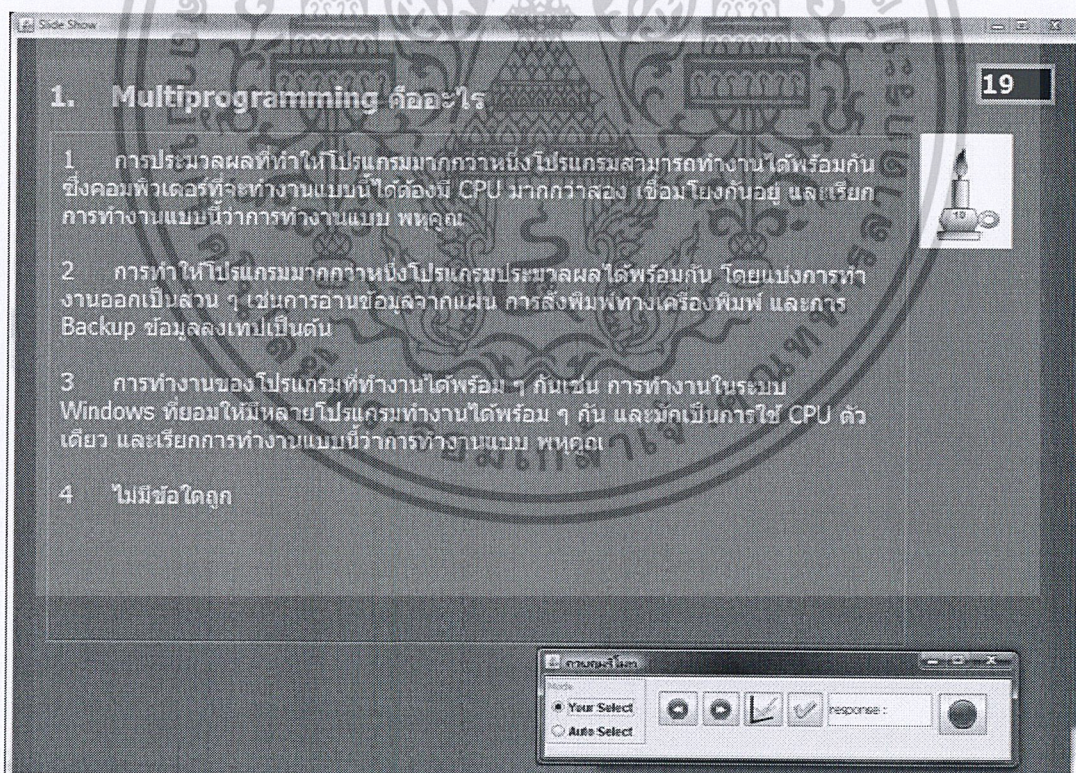 Slide Show
1. Multiprogramming คืออะไร
19
1 การประมวลผลที่ทำให้โปรแกรมมากกว่าหนึ่งโปรแกรมสามารถทำงานได้พร้อมกัน
ซึ่งคอมพิวเตอร์ที่จะทำงานแบบนี้ได้ต้องมี CPU มากกว่าสอง เชื่อมโยงกันอยู่ และเรียก
การทำงานแบบนี้ว่าการทำงานแบบ พหุคูณ
10
2 การทำให้โปรแกรมมากกว่าหนึ่งโปรแกรมประมวลผลได้พร้อมกัน โดยแบ่งการทำ
งานออกเป็นส่วน ๆ เช่นการอ่านข้อมูลจากแผ่น การสั่งพิมพ์ทางเครื่องพิมพ์ และการ
Backup ข้อมูลลงเทปเป็นต้น
3 การทำงานของโปรแกรมที่ทำงานได้พร้อม ๆ กันเช่น การทำงานในระบบ
Windows ที่ยอมให้มีหลายโปรแกรมทำงานได้พร้อม ๆ กัน และมักเป็นการใช้ CPU ตัว
เดียว และเรียกการทำงานแบบนี้ว่าการทำงานแบบ พหุคูณ
4 ไม่มีข้อใดถูก
Mode
Your Select
Auto Select
response :